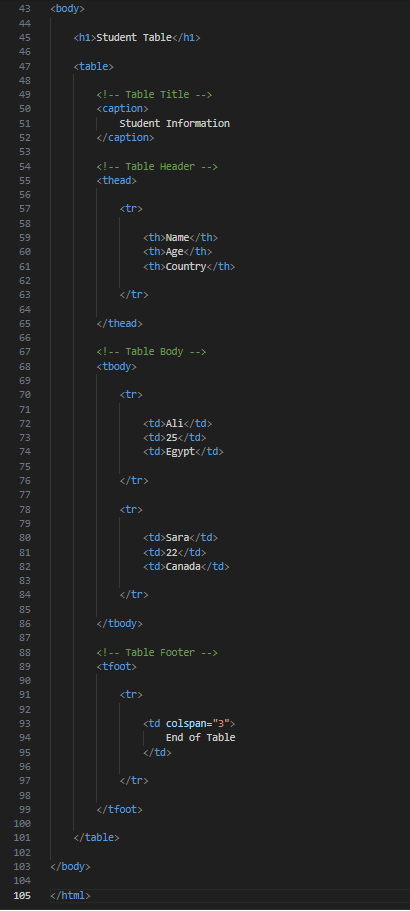 43 <body>
44
45 <h1>Student Table</h1>
46
47 <table>
48
49 <!-- Table Title -->
50 <caption>
51 Student Information
52 </caption>
53
54 <!-- Table Header -->
55 <thead>
56
57 <tr>
58
59 <th>Name</th>
60 <th>Age</th>
61 <th>Country</th>
62
63 </tr>
64
65 </thead>
66
67 <!-- Table Body -->
68 <tbody>
69
70 <tr>
71
72 <td>Ali</td>
73 <td>25</td>
74 <td>Egypt</td>
75
76 </tr>
77
78 <tr>
79
80 <td>Sara</td>
81 <td>22</td>
82 <td>Canada</td>
83
84 </tr>
85
86 </tbody>
87
88 <!-- Table Footer -->
89 <tfoot>
90
91 <tr>
92
93 <td colspan="3">
94 End of Table
95 </td>
96
97 </tr>
98
99 </tfoot>
100
101 </table>
102
103 </body>
104
105 </html>